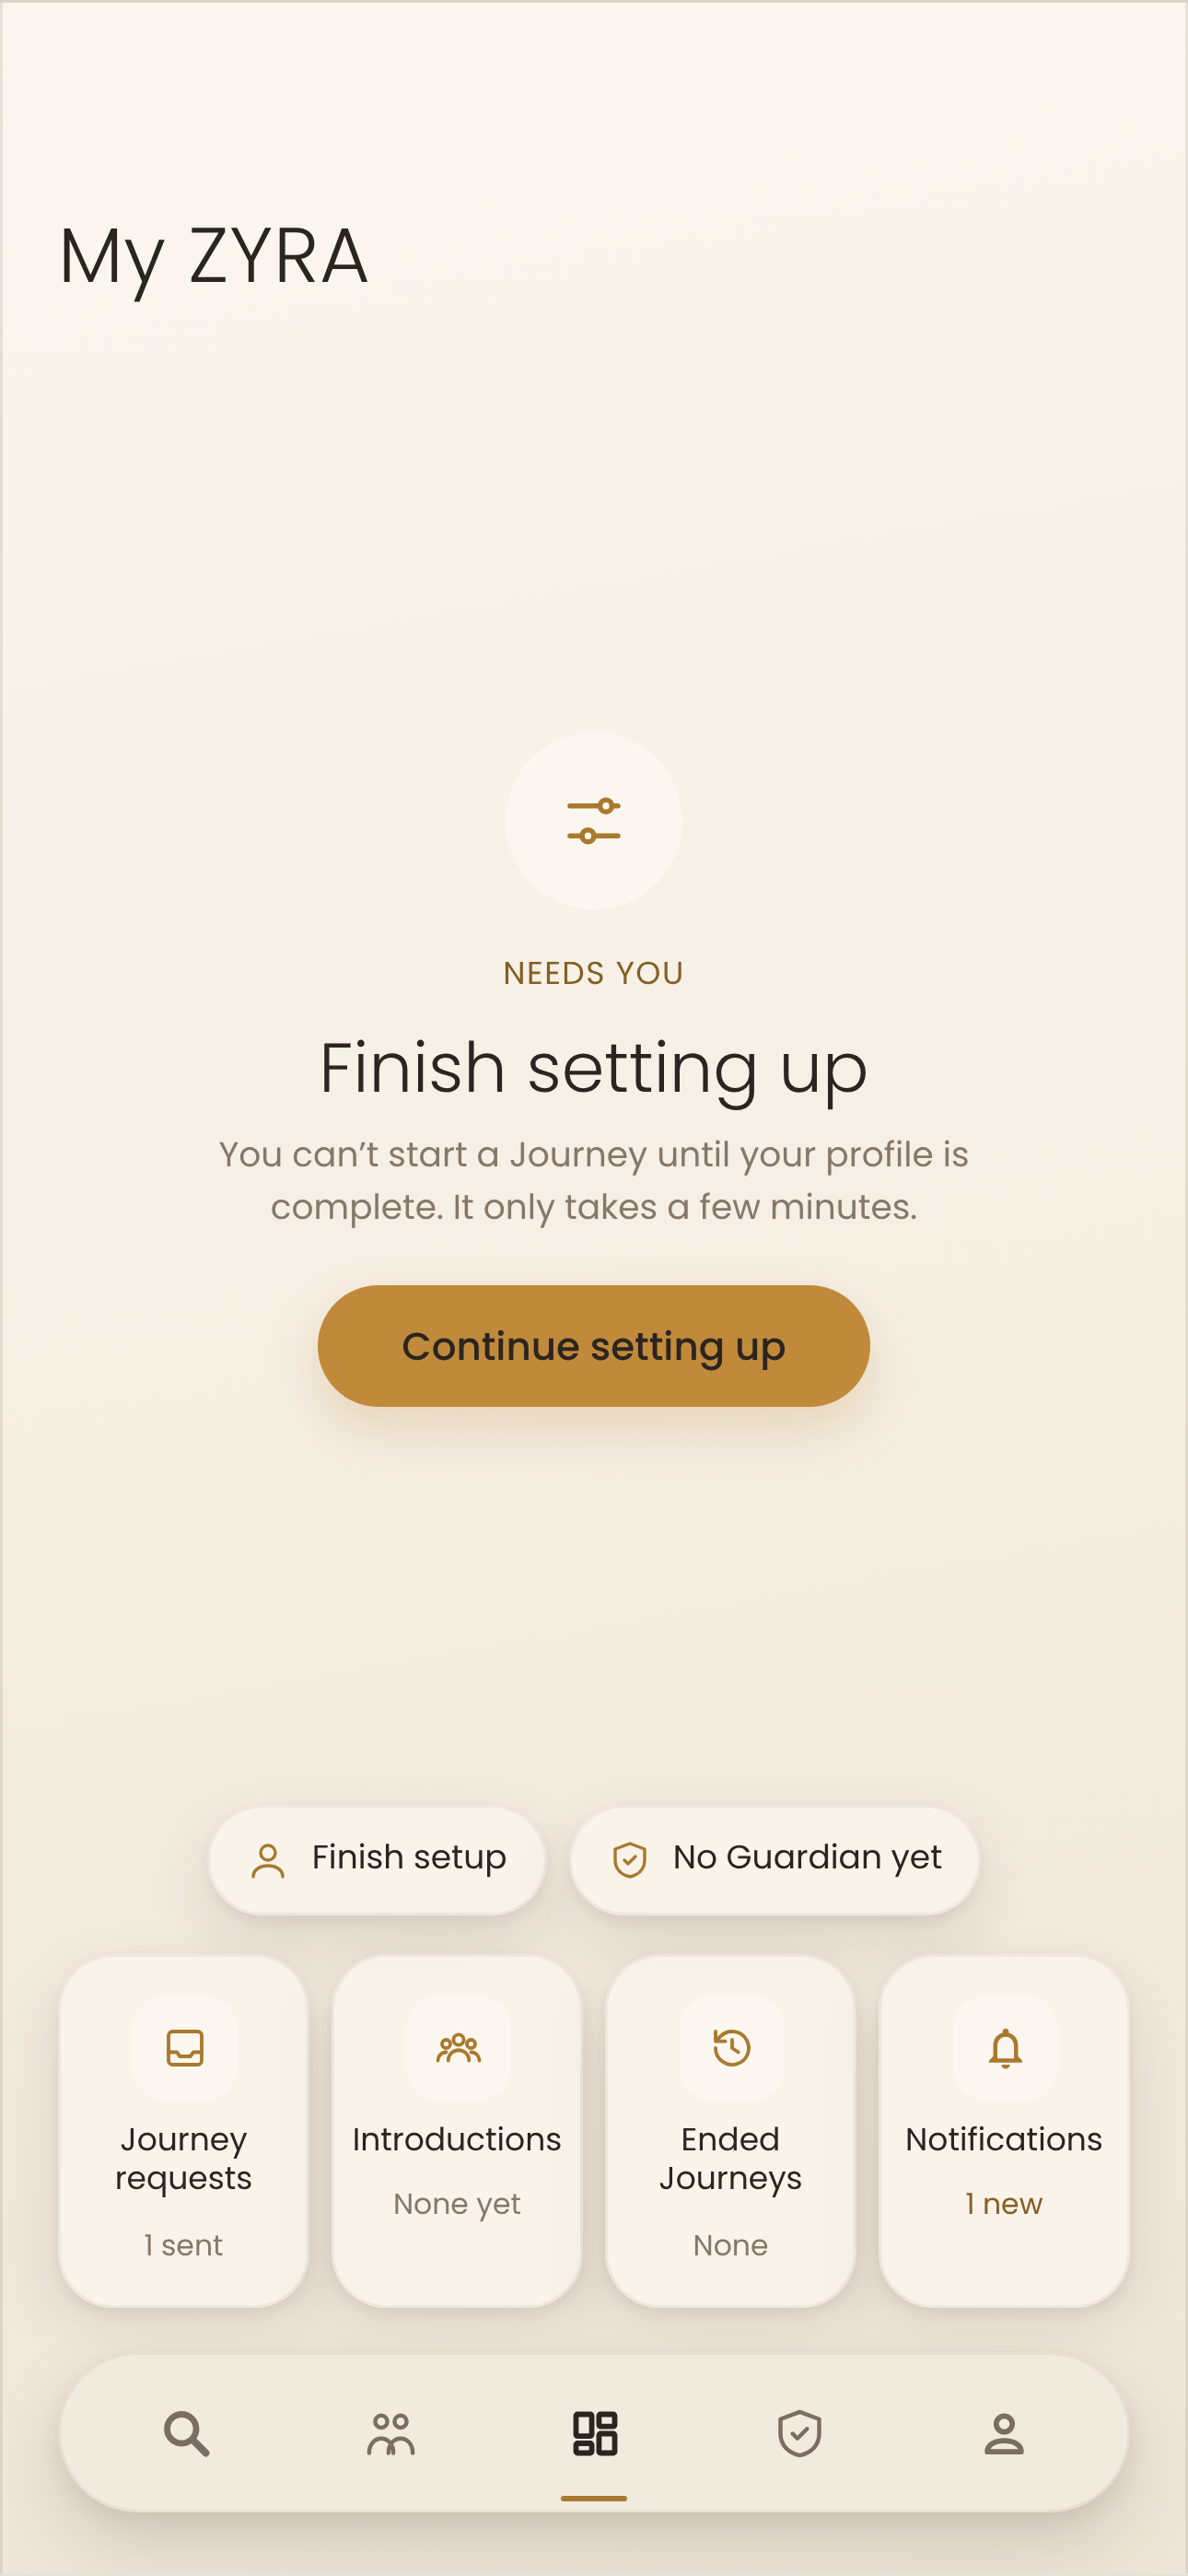 My ZYRA
NEEDS YOU
Finish setting up
You can’t start a Journey until your profile is
complete. It only takes a few minutes.
Continue setting up
Finish setup
No Guardian yet
Journey
requests
1 sent
Introductions
None yet
Ended
Journeys
None
Notifications
1 new